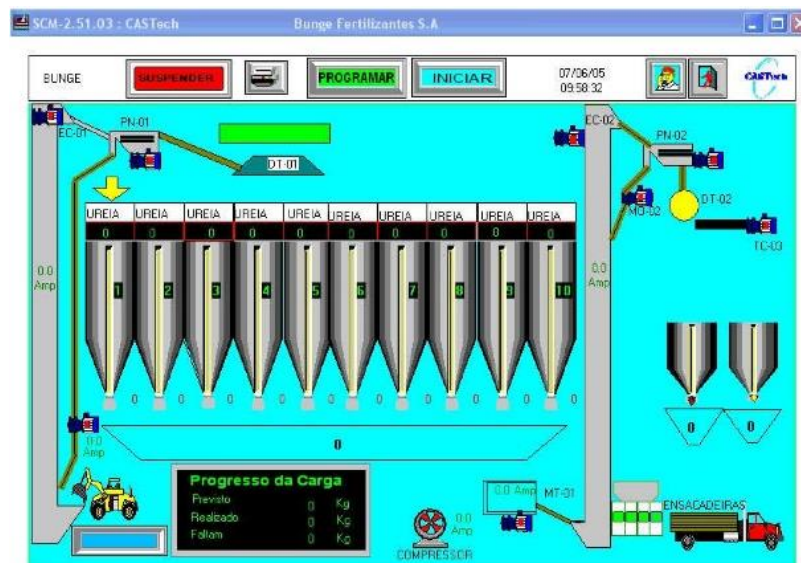 SCM-2.51.03 : CASTech
Bunge Fertilizantes S.A
BUNGE
SUSPENDER
PROGRAMAR
INICIAR
07/06/05
09:58:32
CASTech
EC-01
PN-01
DT-01
EC-02
PN-02
MO-02
DT-02
TC-03
UREIA UREIA UREIA UREIA UREIA UREIA UREIA UREIA UREIA UREIA
0 0 0 0 0 0 0 0 0 0
0.0
Amp
1 2 3 4 5 6 7 8 9 10
0.0
Amp
0 0 0 0 0 0 0 0 0 0
0 0
0.0
Amp
0
Progresso da Carga
Previsto 0 Kg
Realizado 0 Kg
Faltam 0 Kg
0.0 Amp
MT-01
0.0
Amp
COMPRESSOR
ENSACADEIRAS